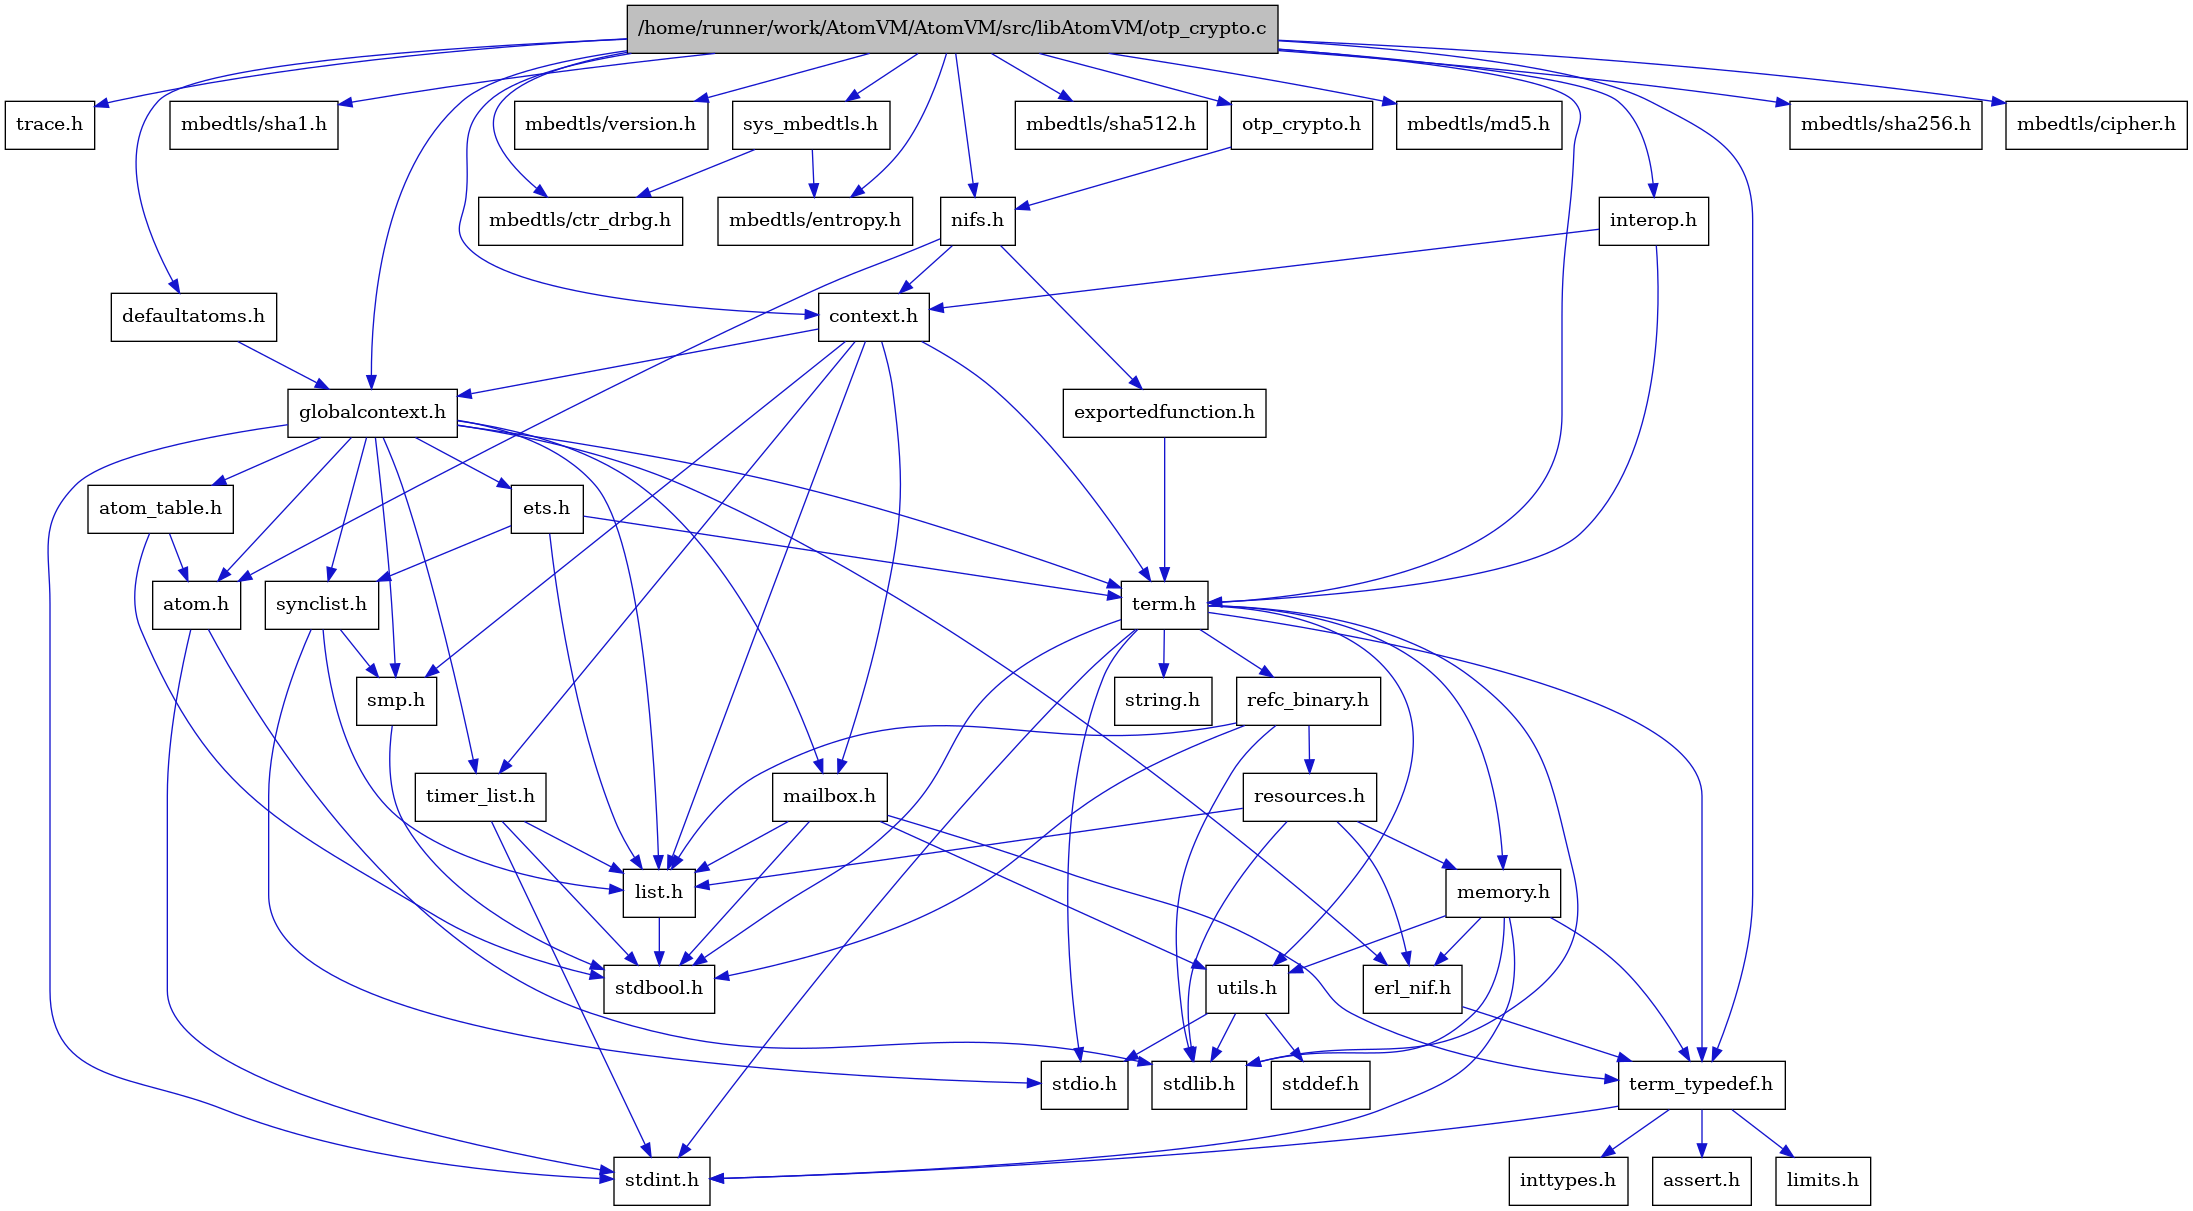 /home/runner/work/AtomVM/AtomVM/src/libAtomVM/otp_crypto.c
trace.h
mbedtls/sha1.h
mbedtls/version.h
sys_mbedtls.h
mbedtls/sha512.h
otp_crypto.h
mbedtls/md5.h
mbedtls/sha256.h
mbedtls/cipher.h
mbedtls/ctr_drbg.h
mbedtls/entropy.h
nifs.h
interop.h
defaultatoms.h
context.h
globalcontext.h
exportedfunction.h
atom_table.h
ets.h
atom.h
synclist.h
term.h
smp.h
string.h
refc_binary.h
timer_list.h
mailbox.h
resources.h
list.h
memory.h
stdbool.h
utils.h
erl_nif.h
stdio.h
stdlib.h
stddef.h
term_typedef.h
stdint.h
inttypes.h
assert.h
limits.h